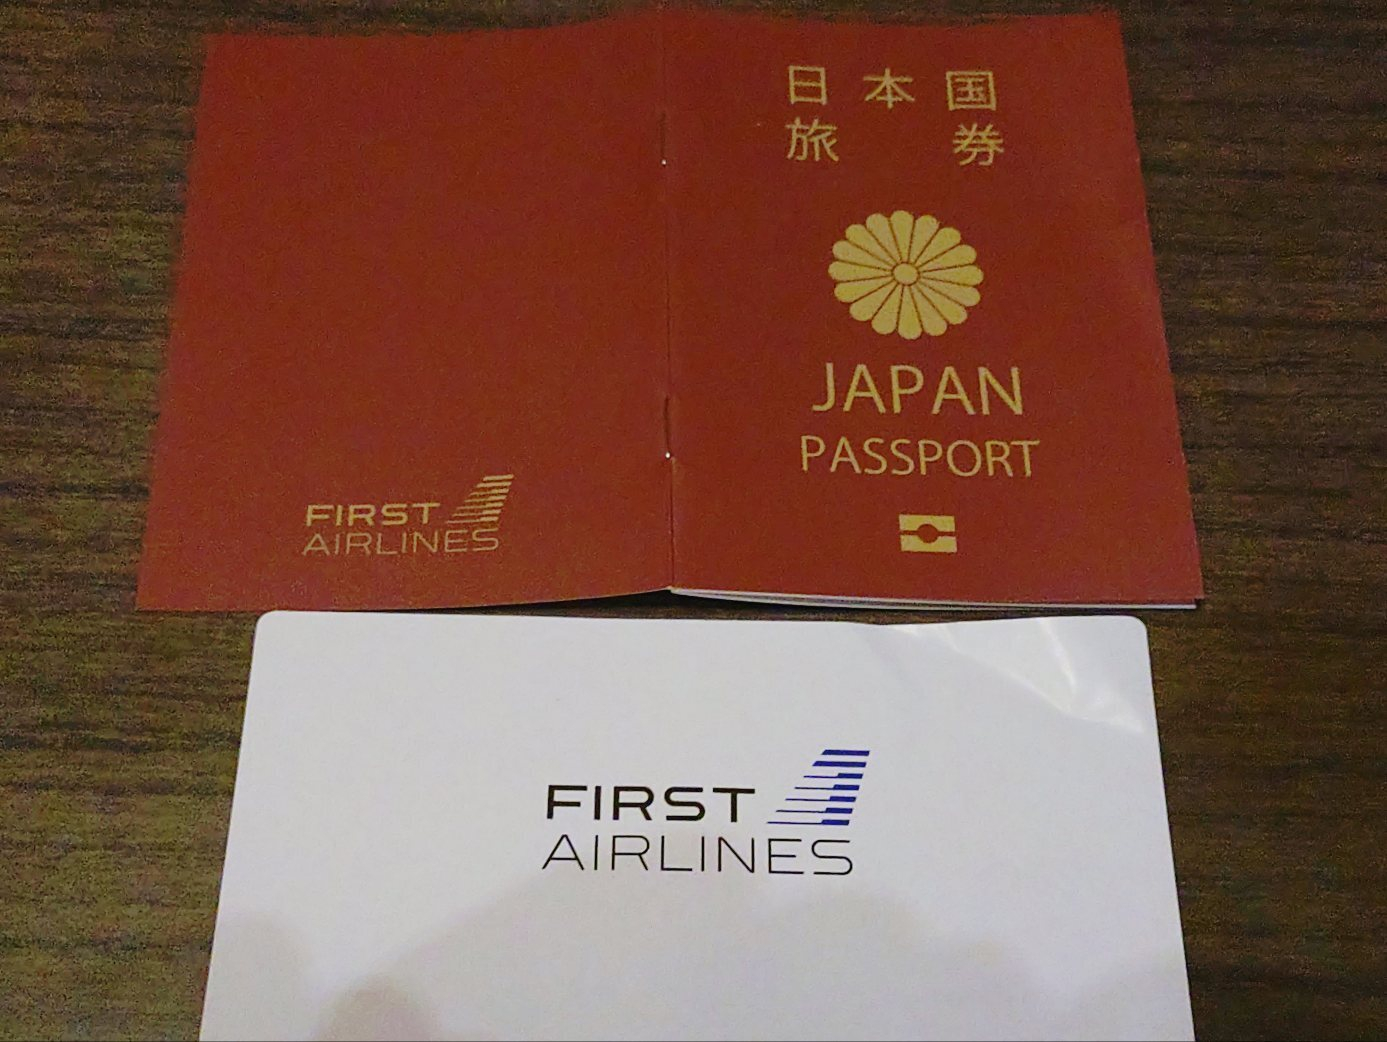 日本国
旅券
JAPAN
PASSPORT
FIRST
AIRLINES
FIRST
AIRLINES